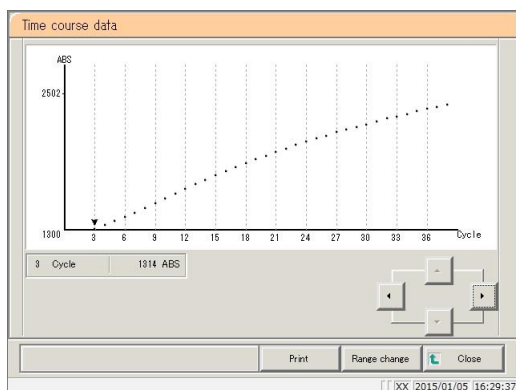 Time course data
ABS
2502
1300
3 6 9 12 15 18 21 24 27 30 33 36 Cycle
3 Cycle 1314 ABS
Print Range change Close
XX 2015/01/05 16:29:37